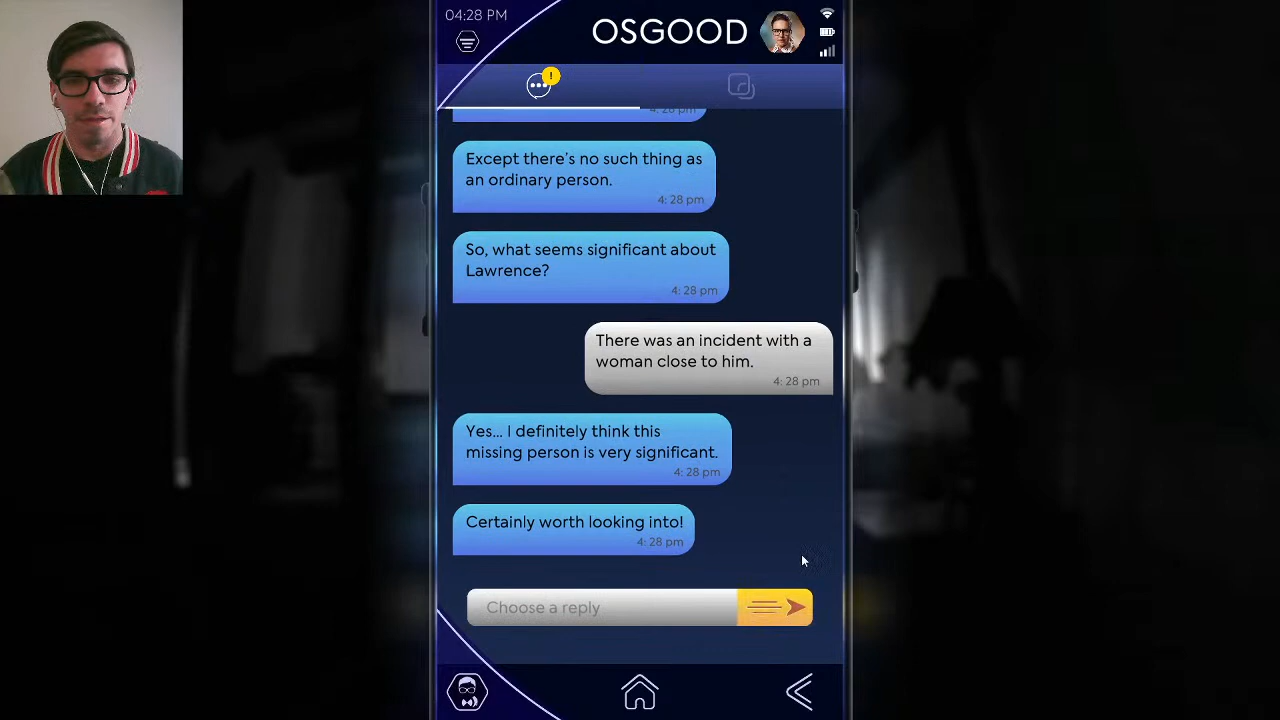 04:28 PM
OSGOOD
!
4: 28 pm
Except there's no such thing as
an ordinary person.
4: 28 pm
So, what seems significant about
Lawrence?
4: 28 pm
There was an incident with a
woman close to him.
4: 28 pm
Yes... I definitely think this
missing person is very significant.
4: 28 pm
Certainly worth looking into!
4: 28 pm
Choose a reply